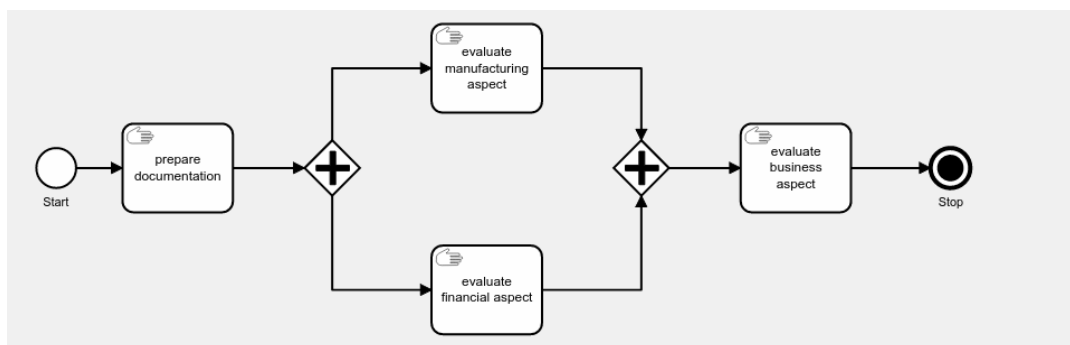 Start
prepare
documentation
evaluate
manufacturing
aspect
evaluate
financial aspect
evaluate
business
aspect
Stop